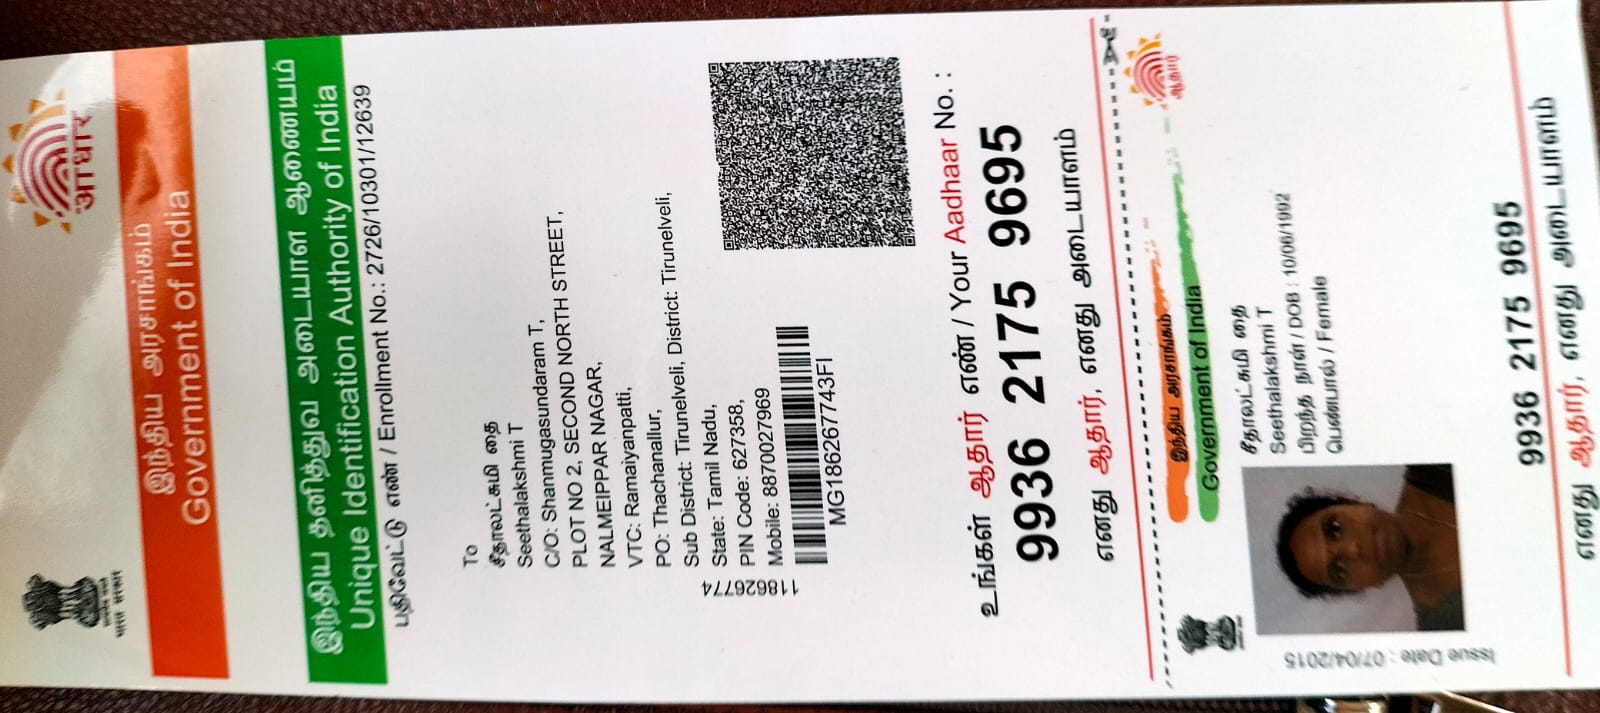 आधार
भारत सरकार
இந்திய அரசாங்கம்
Government of India
இந்திய தனித்துவ அடையாள ஆணையம்
Unique Identification Authority of India
பதிவேட்டு எண் / Enrollment No.: 2726/10301/12639
To
சீதாலட்சுமி தை
Seethalakshmi T
C/O: Shanmugasundaram T,
PLOT NO 2, SECOND NORTH STREET,
NALMEIPPAR NAGAR,
VTC: Ramaiyanpatti,
PO: Thachanallur,
Sub District: Tirunelveli, District: Tirunelveli,
State: Tamil Nadu,
PIN Code: 627358,
Mobile: 8870027969
118626774
MG186267743FI
உங்கள் ஆதார் எண் / Your Aadhaar No. :
9936 2175 9695
எனது ஆதார், எனது அடையாளம்
ஆதார்
இந்திய அரசாங்கம்
Government of India
சீதாலட்சுமி தை
Seethalakshmi T
பிறந்த நாள் / DOB : 10/06/1992
பெண்பால் / Female
Issue Date : 07/04/2015
9936 2175 9695
எனது ஆதார், எனது அடையாளம்